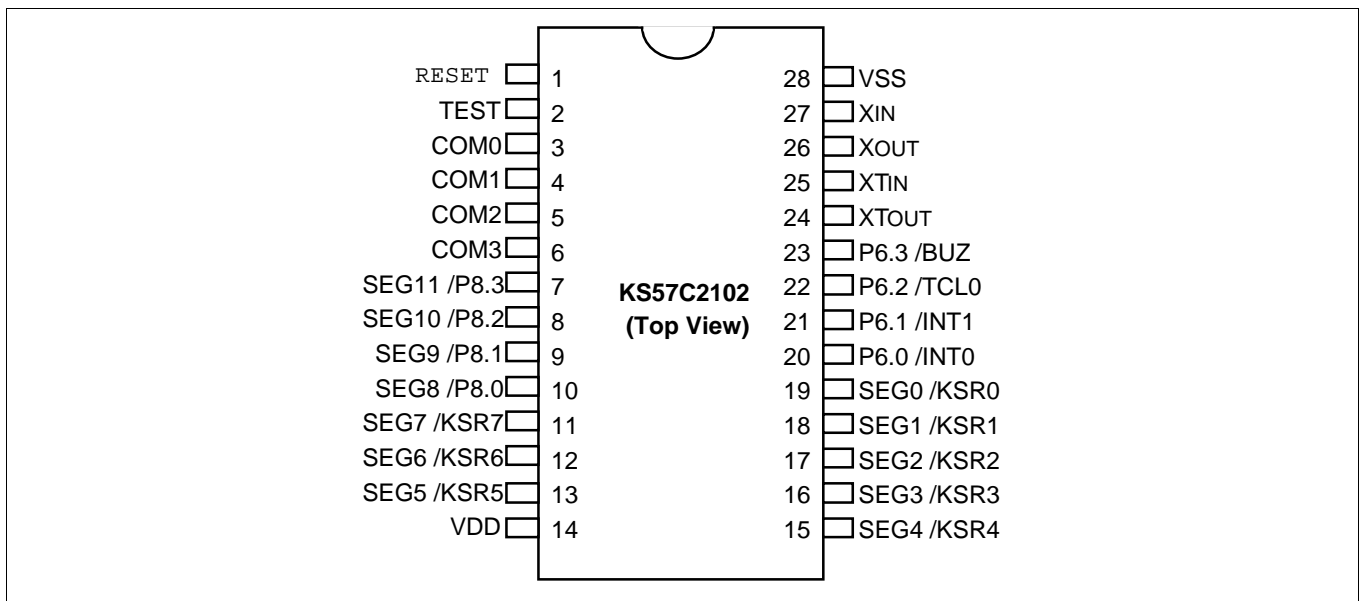 RESET 1 28 VSS
TEST 2 27 XIN
COM0 3 26 XOUT
COM1 4 25 XTIN
COM2 5 24 XTOUT
COM3 6 23 P6.3 /BUZ
SEG11 /P8.3 7 KS57C2102 22 P6.2 /TCL0
SEG10 /P8.2 8 (Top View) 21 P6.1 /INT1
SEG9 /P8.1 9 20 P6.0 /INT0
SEG8 /P8.0 10 19 SEG0 /KSR0
SEG7 /KSR7 11 18 SEG1 /KSR1
SEG6 /KSR6 12 17 SEG2 /KSR2
SEG5 /KSR5 13 16 SEG3 /KSR3
VDD 14 15 SEG4 /KSR4